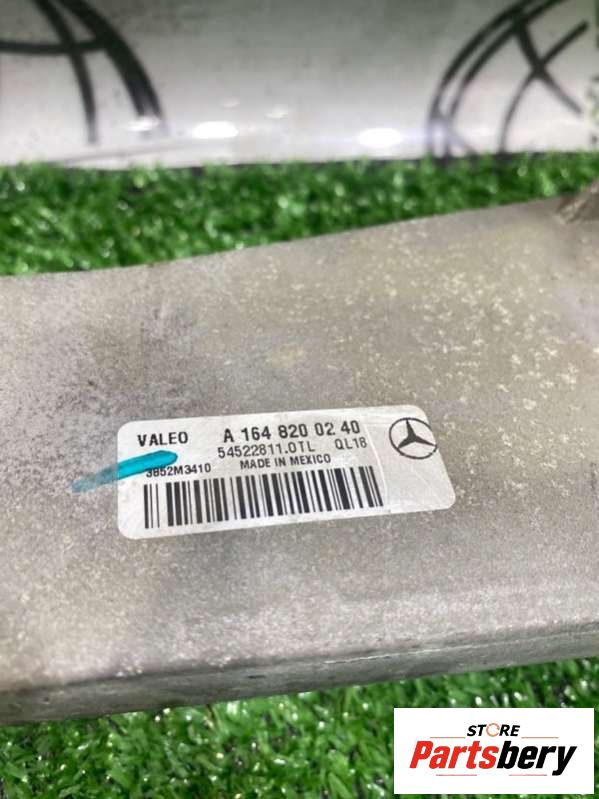 VALEO A 164 820 02 40
54522811.0TL QL18
3852M3410 MADE IN MEXICO
STORE
Partsbery